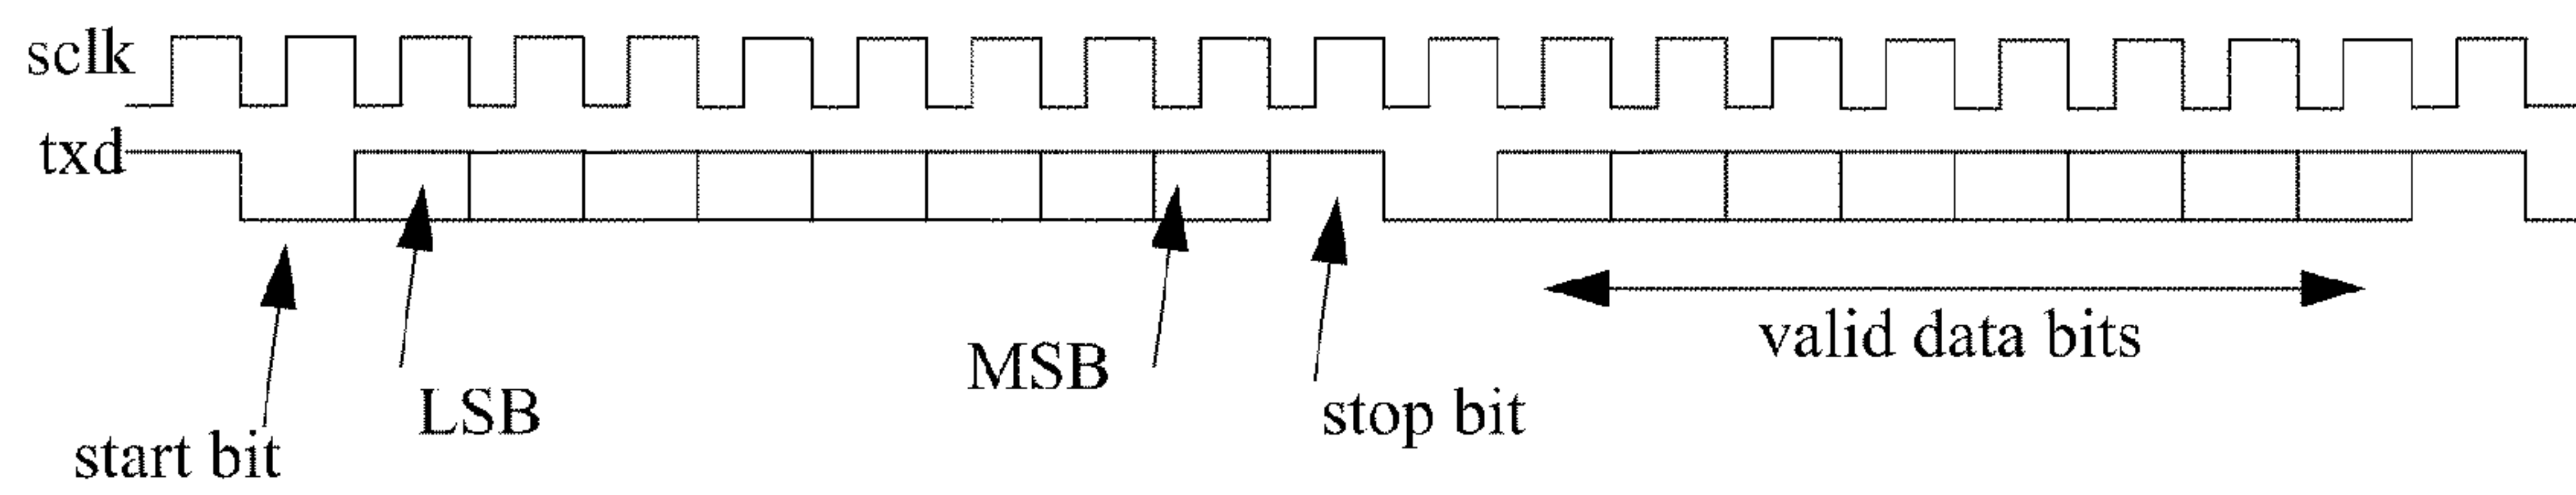 sclk
txd
valid data bits
MSB
LSB
stop bit
start bit